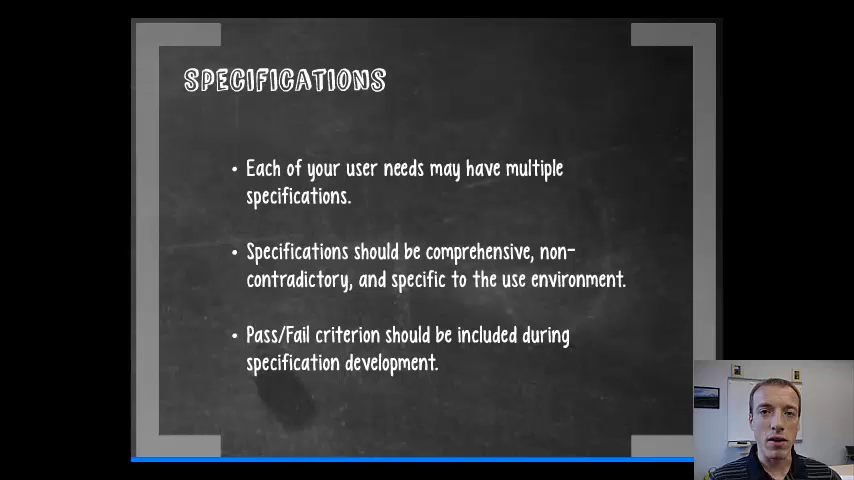 SPECIFICATIONS
• Each of your user needs may have multiple
specifications.
• Specifications should be comprehensive, non-
contradictory, and specific to the use environment.
• Pass/Fail criterion should be included during
specification development.